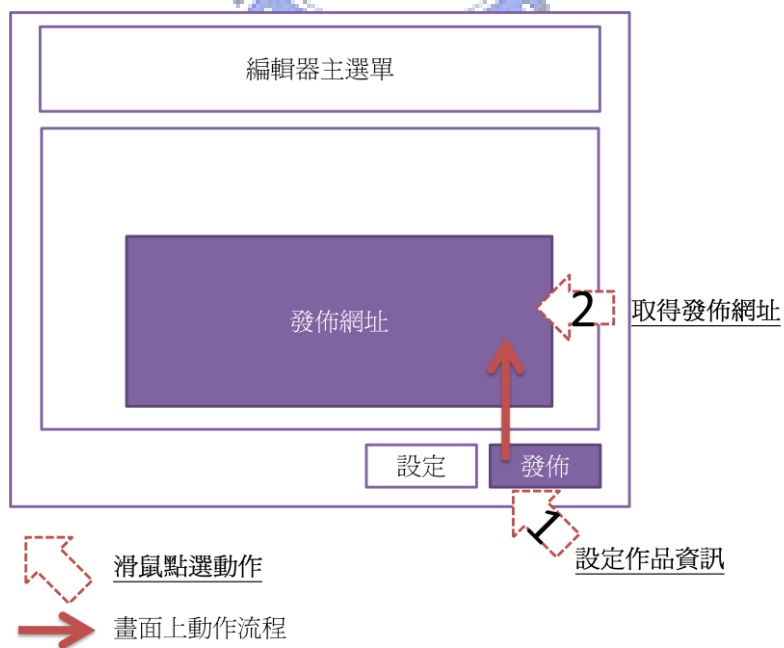 編輯器主選單
發佈網址
2
取得發佈網址
設定
發佈
1
設定作品資訊
滑鼠點選動作
畫面上動作流程